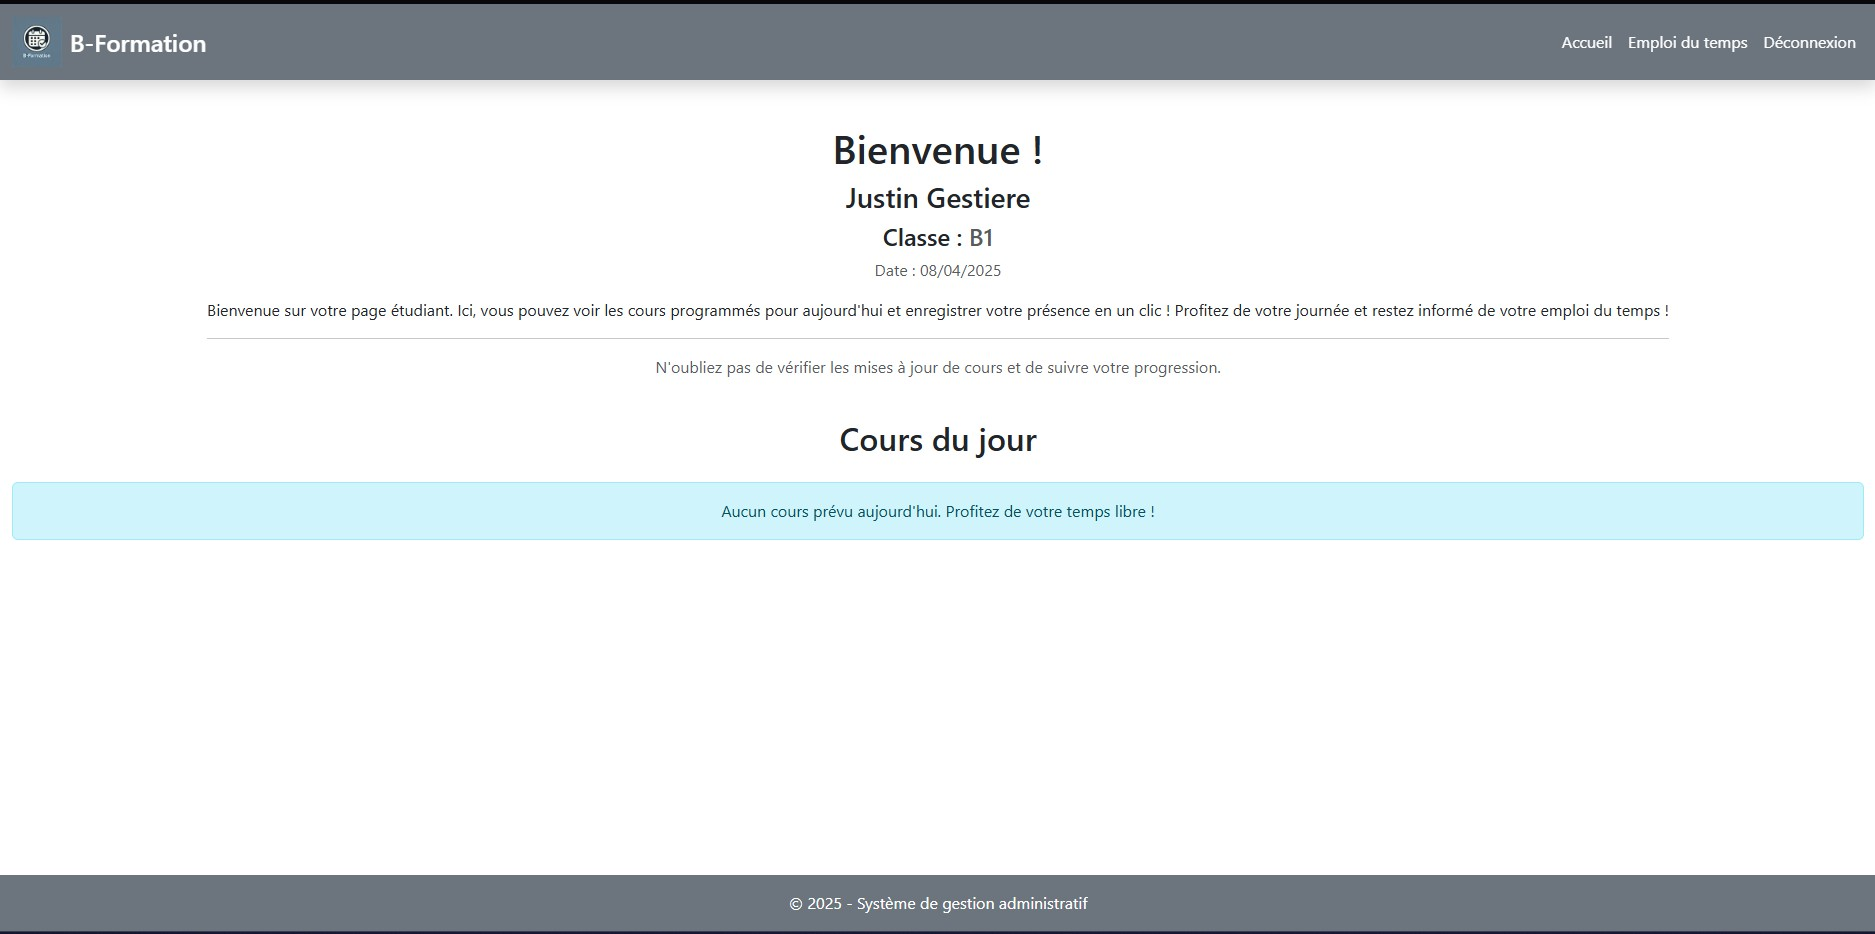 B-Formation
B-Formation
Accueil Emploi du temps Déconnexion
Bienvenue !
Justin Gestiere
Classe : B1
Date : 08/04/2025
Bienvenue sur votre page étudiant. Ici, vous pouvez voir les cours programmés pour aujourd'hui et enregistrer votre présence en un clic ! Profitez de votre journée et restez informé de votre emploi du temps !
N'oubliez pas de vérifier les mises à jour de cours et de suivre votre progression.
Cours du jour
Aucun cours prévu aujourd'hui. Profitez de votre temps libre !
© 2025 - Système de gestion administratif